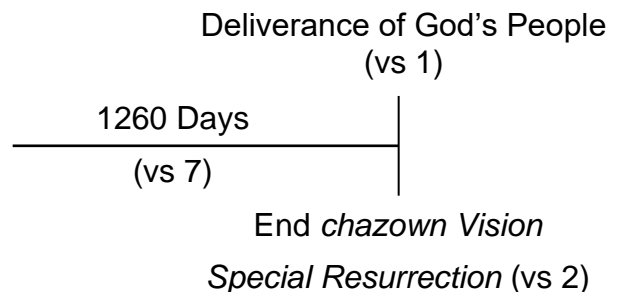 Deliverance of God’s People
(vs 1)
1260 Days
(vs 7)
End chazown Vision
Special Resurrection (vs 2)